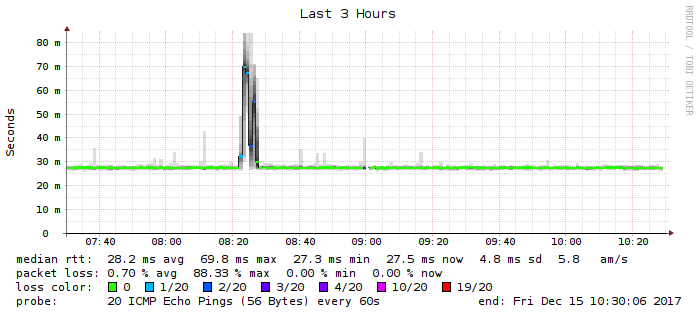 Last 3 Hours
RRDTOOL / TOBI OETIKER
Seconds
80 m
70 m
60 m
50 m
40 m
30 m
20 m
10 m
0
07:40 08:00 08:20 08:40 09:00 09:20 09:40 10:00 10:20
median rtt: 28.2 ms avg 69.8 ms max 27.3 ms min 27.5 ms now 4.8 ms sd 5.8 am/s
packet loss: 0.70 % avg 88.33 % max 0.00 % min 0.00 % now
loss color: 0 1/20 2/20 3/20 4/20 10/20 19/20
probe: 20 ICMP Echo Pings (56 Bytes) every 60s end: Fri Dec 15 10:30:06 2017